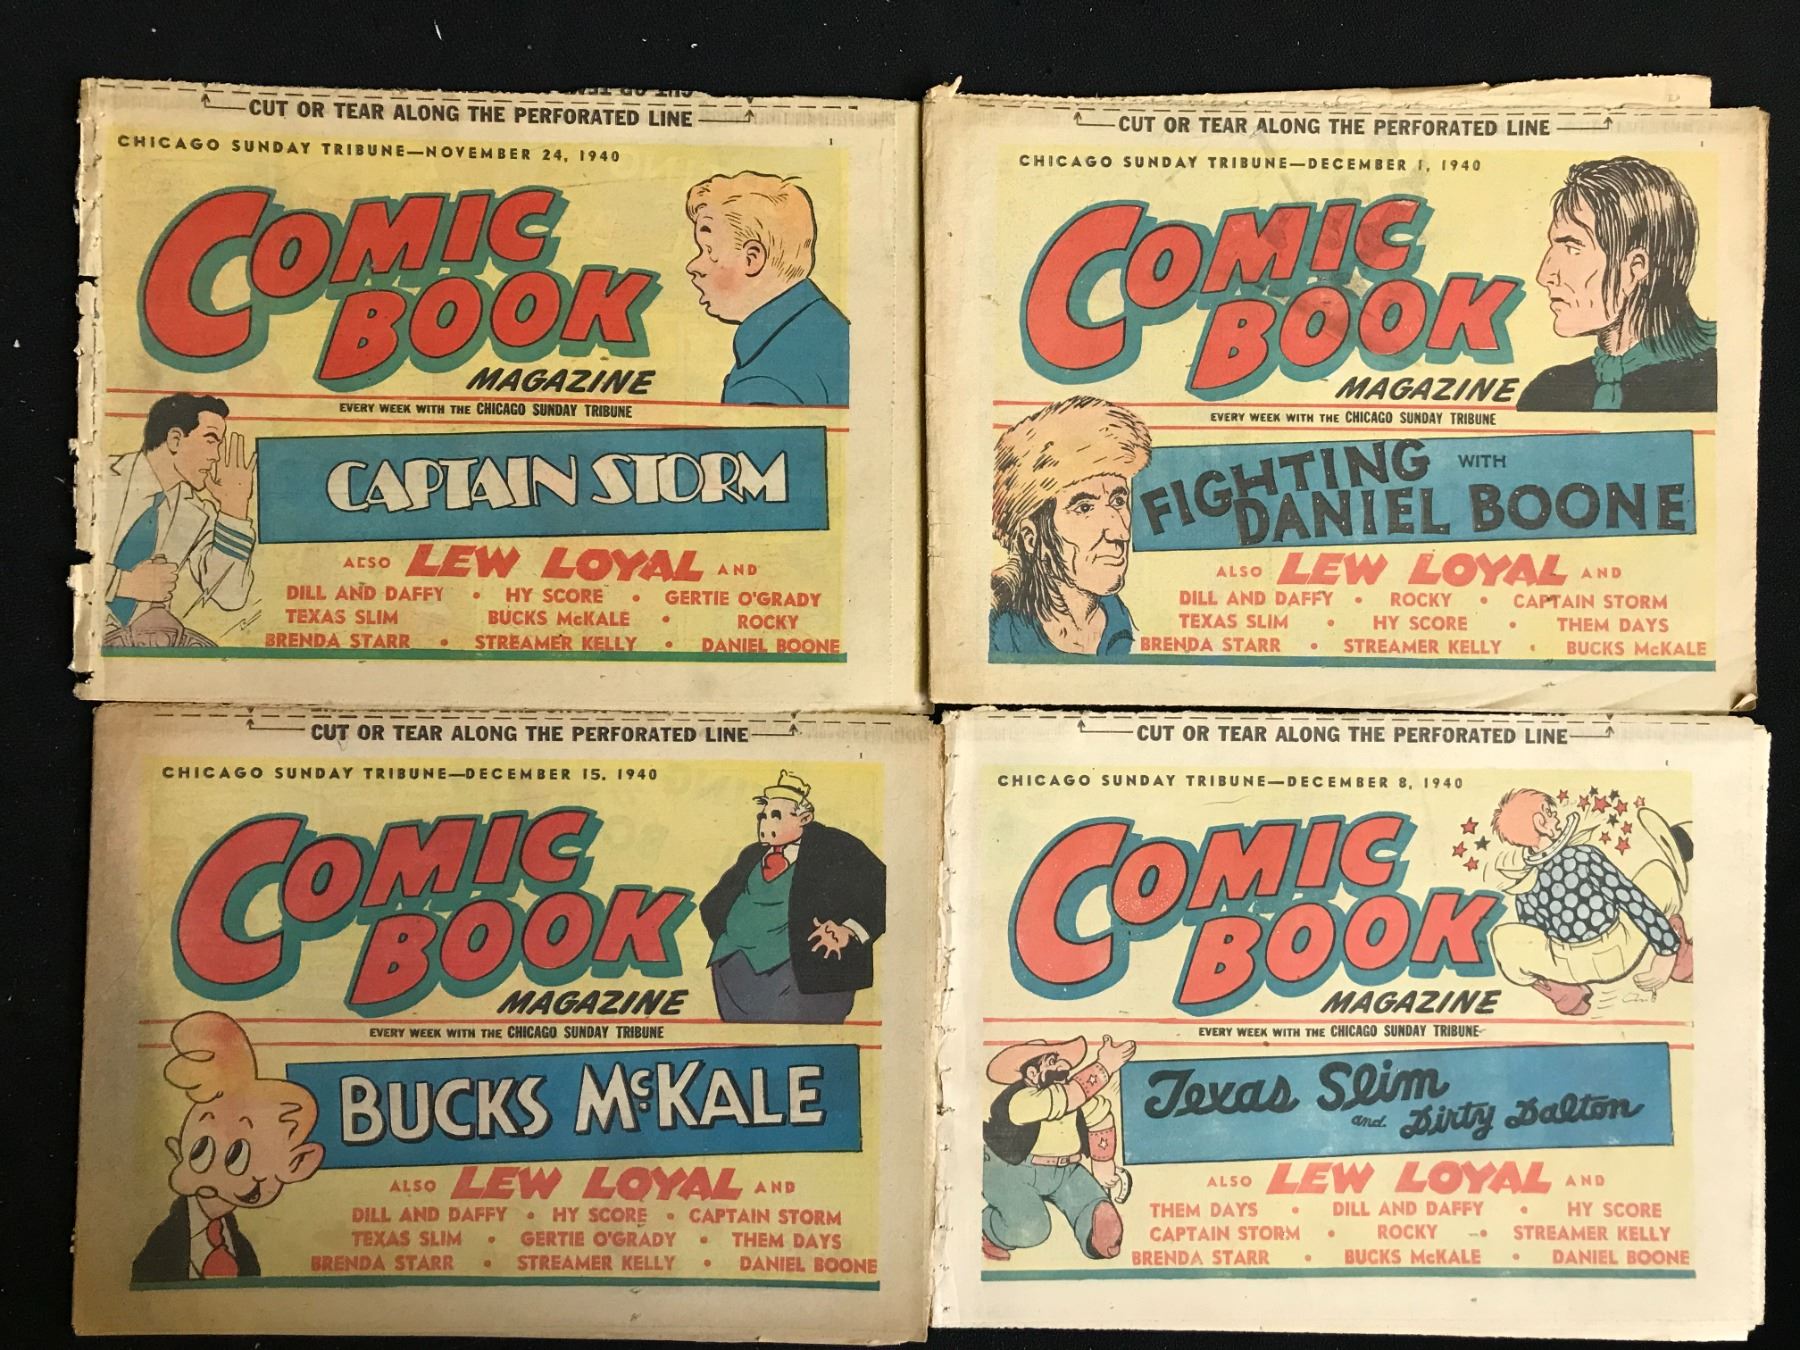 CUT OR TEAR ALONG THE PERFORATED LINE
CHICAGO SUNDAY TRIBUNE—NOVEMBER 24, 1940
COMIC
BOOK
MAGAZINE
EVERY WEEK WITH THE CHICAGO SUNDAY TRIBUNE
CAPTAIN STORM
ALSO LEW LOYAL AND
DILL AND DAFFY • HY SCORE • GERTIE O'GRADY
TEXAS SLIM BUCKS McKALE • ROCKY
BRENDA STARR • STREAMER KELLY • DANIEL BOONE
CUT OR TEAR ALONG THE PERFORATED LINE
CHICAGO SUNDAY TRIBUNE—DECEMBER 1, 1940
COMIC
BOOK
MAGAZINE
EVERY WEEK WITH THE CHICAGO SUNDAY TRIBUNE
FIGHTING WITH
DANIEL BOONE
ALSO LEW LOYAL AND
DILL AND DAFFY • ROCKY • CAPTAIN STORM
TEXAS SLIM • HY SCORE • THEM DAYS
BRENDA STARR • STREAMER KELLY • BUCKS McKALE
CUT OR TEAR ALONG THE PERFORATED LINE
CHICAGO SUNDAY TRIBUNE—DECEMBER 15, 1940
COMIC
BOOK
MAGAZINE
EVERY WEEK WITH THE CHICAGO SUNDAY TRIBUNE
BUCKS McKALE
ALSO LEW LOYAL AND
DILL AND DAFFY • HY SCORE • CAPTAIN STORM
TEXAS SLIM • GERTIE O'GRADY • THEM DAYS
BRENDA STARR • STREAMER KELLY • DANIEL BOONE
CUT OR TEAR ALONG THE PERFORATED LINE
CHICAGO SUNDAY TRIBUNE—DECEMBER 8, 1940
COMIC
BOOK
MAGAZINE
EVERY WEEK WITH THE CHICAGO SUNDAY TRIBUNE
Texas Slim
and Dirty Dalton
ALSO LEW LOYAL AND
THEM DAYS • DILL AND DAFFY • HY SCORE
CAPTAIN STORM • ROCKY • STREAMER KELLY
BRENDA STARR • BUCKS McKALE • DANIEL BOONE